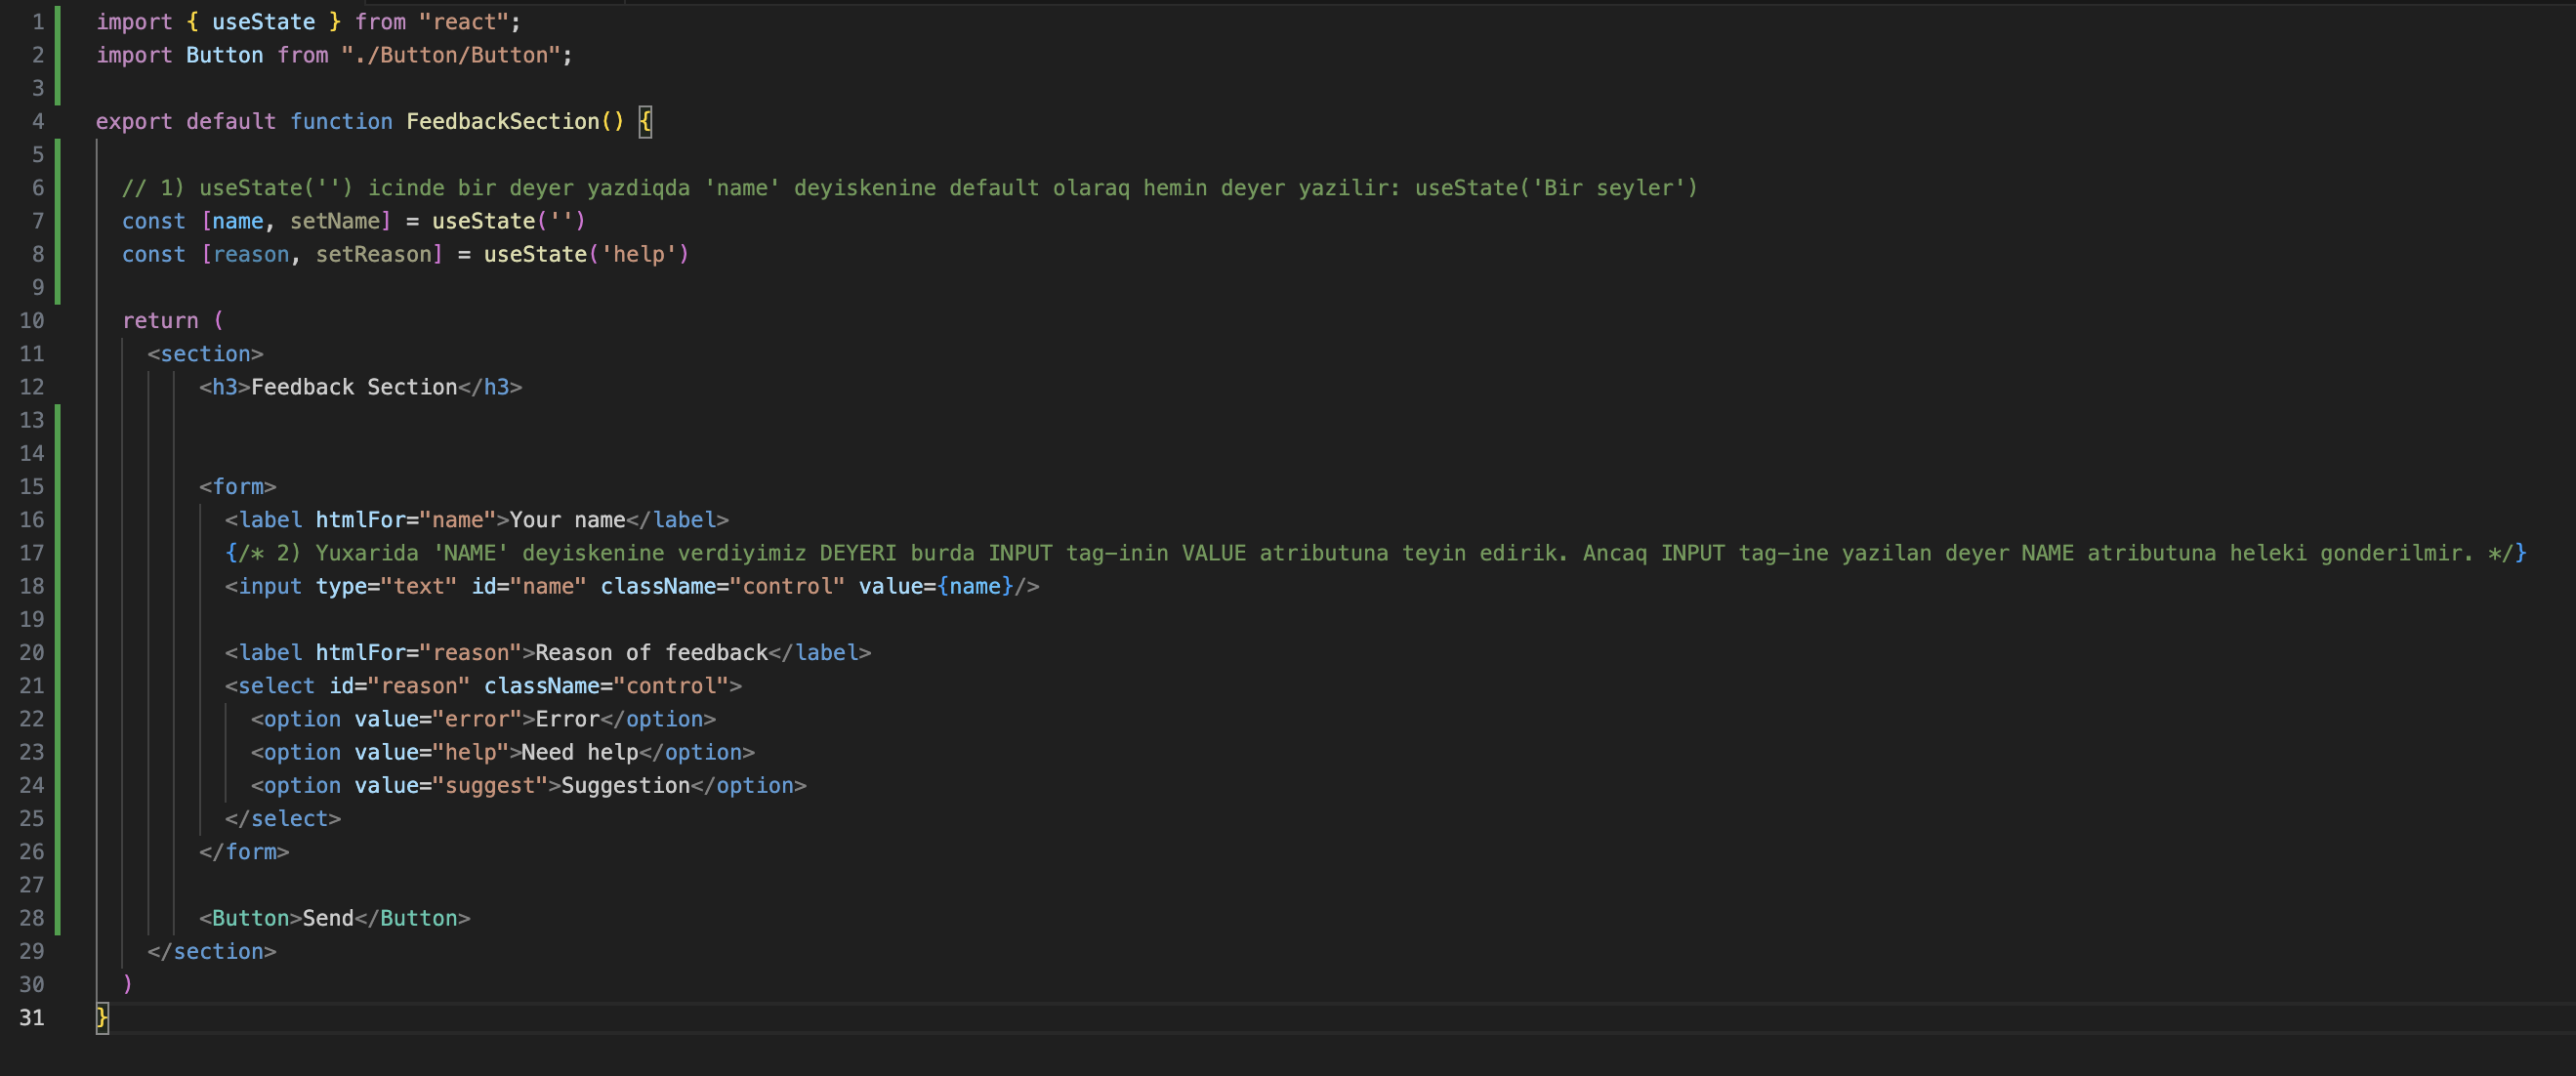 1 import { useState } from "react";
2 import Button from "./Button/Button";
3
4 export default function FeedbackSection() {
5
6 // 1) useState('') icinde bir deyer yazdiqda 'name' deyiskenine default olaraq hemin deyer yazilir: useState('Bir seyler')
7 const [name, setName] = useState('')
8 const [reason, setReason] = useState('help')
9
10 return (
11 <section>
12 <h3>Feedback Section</h3>
13
14
15 <form>
16 <label htmlFor="name">Your name</label>
17 {/* 2) Yuxarida 'NAME' deyiskenine verdiyimiz DEYERI burda INPUT tag-inin VALUE atributuna teyin edirik. Ancaq INPUT tag-ine yazilan deyer NAME atributuna heleki gonderilmir. */}
18 <input type="text" id="name" className="control" value={name}/>
19
20 <label htmlFor="reason">Reason of feedback</label>
21 <select id="reason" className="control">
22 <option value="error">Error</option>
23 <option value="help">Need help</option>
24 <option value="suggest">Suggestion</option>
25 </select>
26 </form>
27
28 <Button>Send</Button>
29 </section>
30 )
31 }